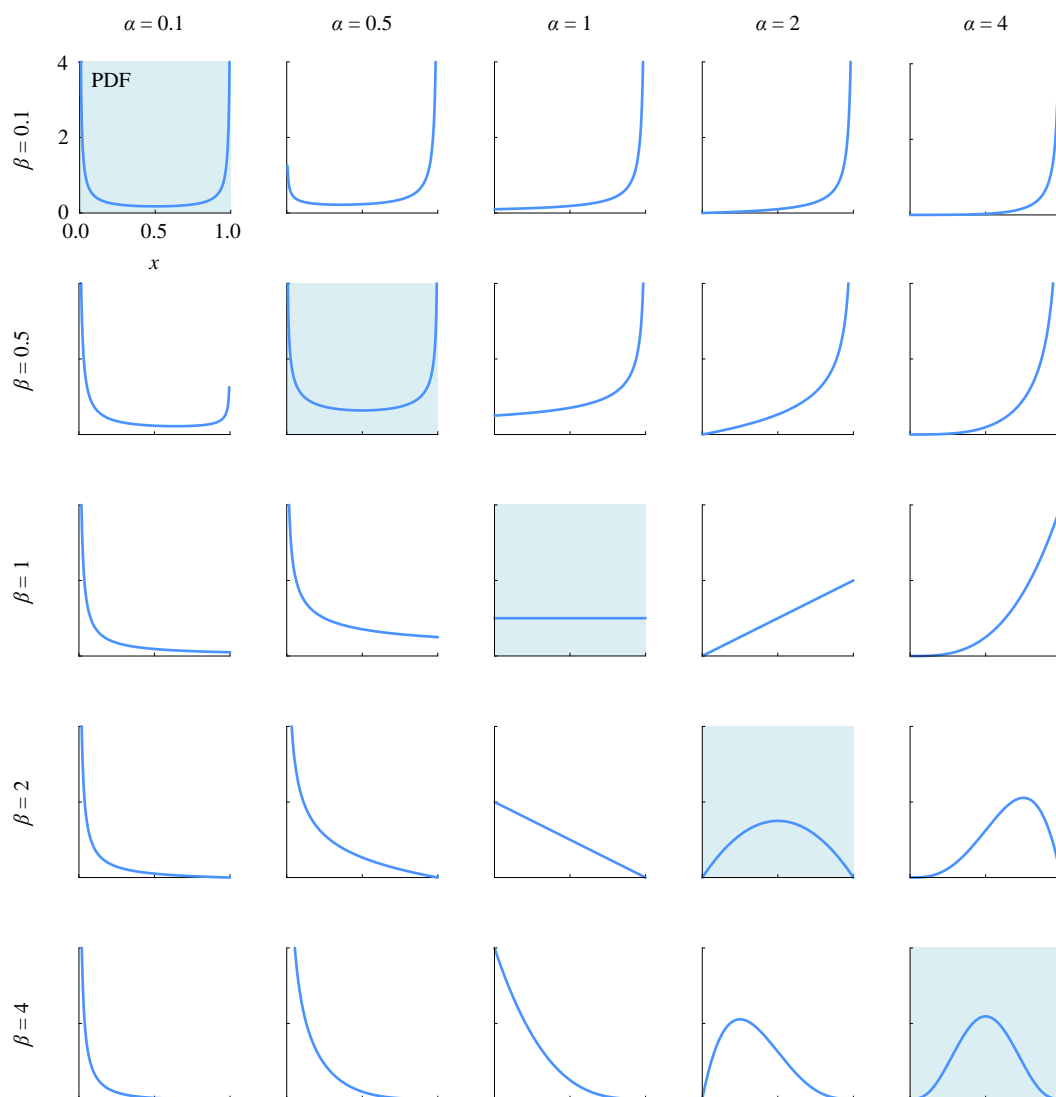 α = 0.1 α = 0.5 α = 1 α = 2 α = 4
β = 0.1
4
PDF
2
0
0.0 0.5 1.0
x
β = 0.5
β = 1
β = 2
β = 4